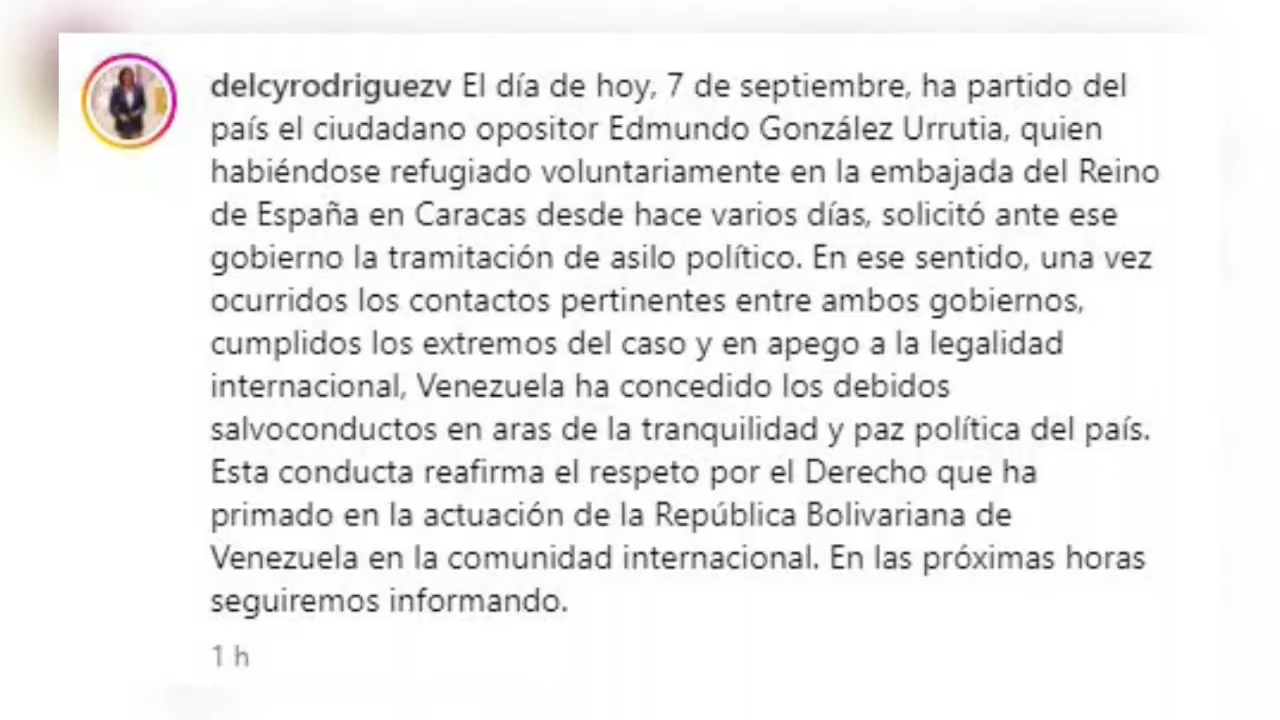 delcyrodriguezv El día de hoy, 7 de septiembre, ha partido del
país el ciudadano opositor Edmundo González Urrutia, quien
habiéndose refugiado voluntariamente en la embajada del Reino
de España en Caracas desde hace varios días, solicitó ante ese
gobierno la tramitación de asilo político. En ese sentido, una vez
ocurridos los contactos pertinentes entre ambos gobiernos,
cumplidos los extremos del caso y en apego a la legalidad
internacional, Venezuela ha concedido los debidos
salvoconductos en aras de la tranquilidad y paz política del país.
Esta conducta reafirma el respeto por el Derecho que ha
primado en la actuación de la República Bolivariana de
Venezuela en la comunidad internacional. En las próximas horas
seguiremos informando.
1 h